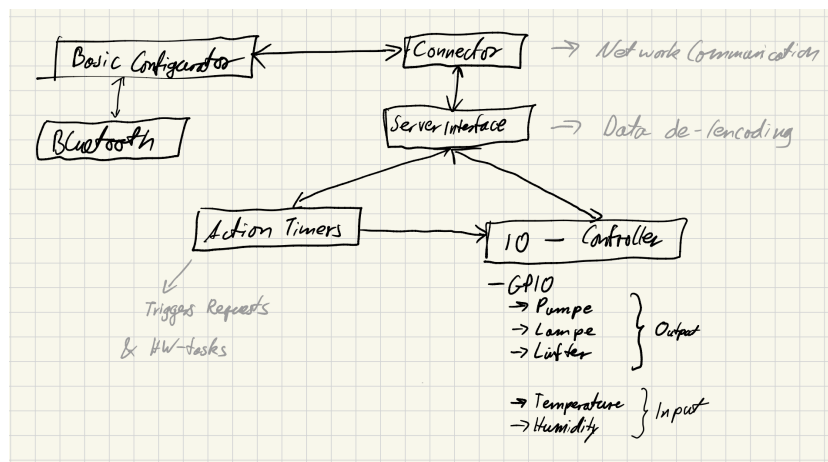 Basic Configurator
Connector
→ Network Communication
Bluetooth
Server Interface
→ Data de-/encoding
Action Timers
IO - Controller
Triggers Requests
& HW-tasks
- GPIO
→ Pumpe
→ Lampe
→ Lüfter
Output
→ Temperature
→ Humidity
Input